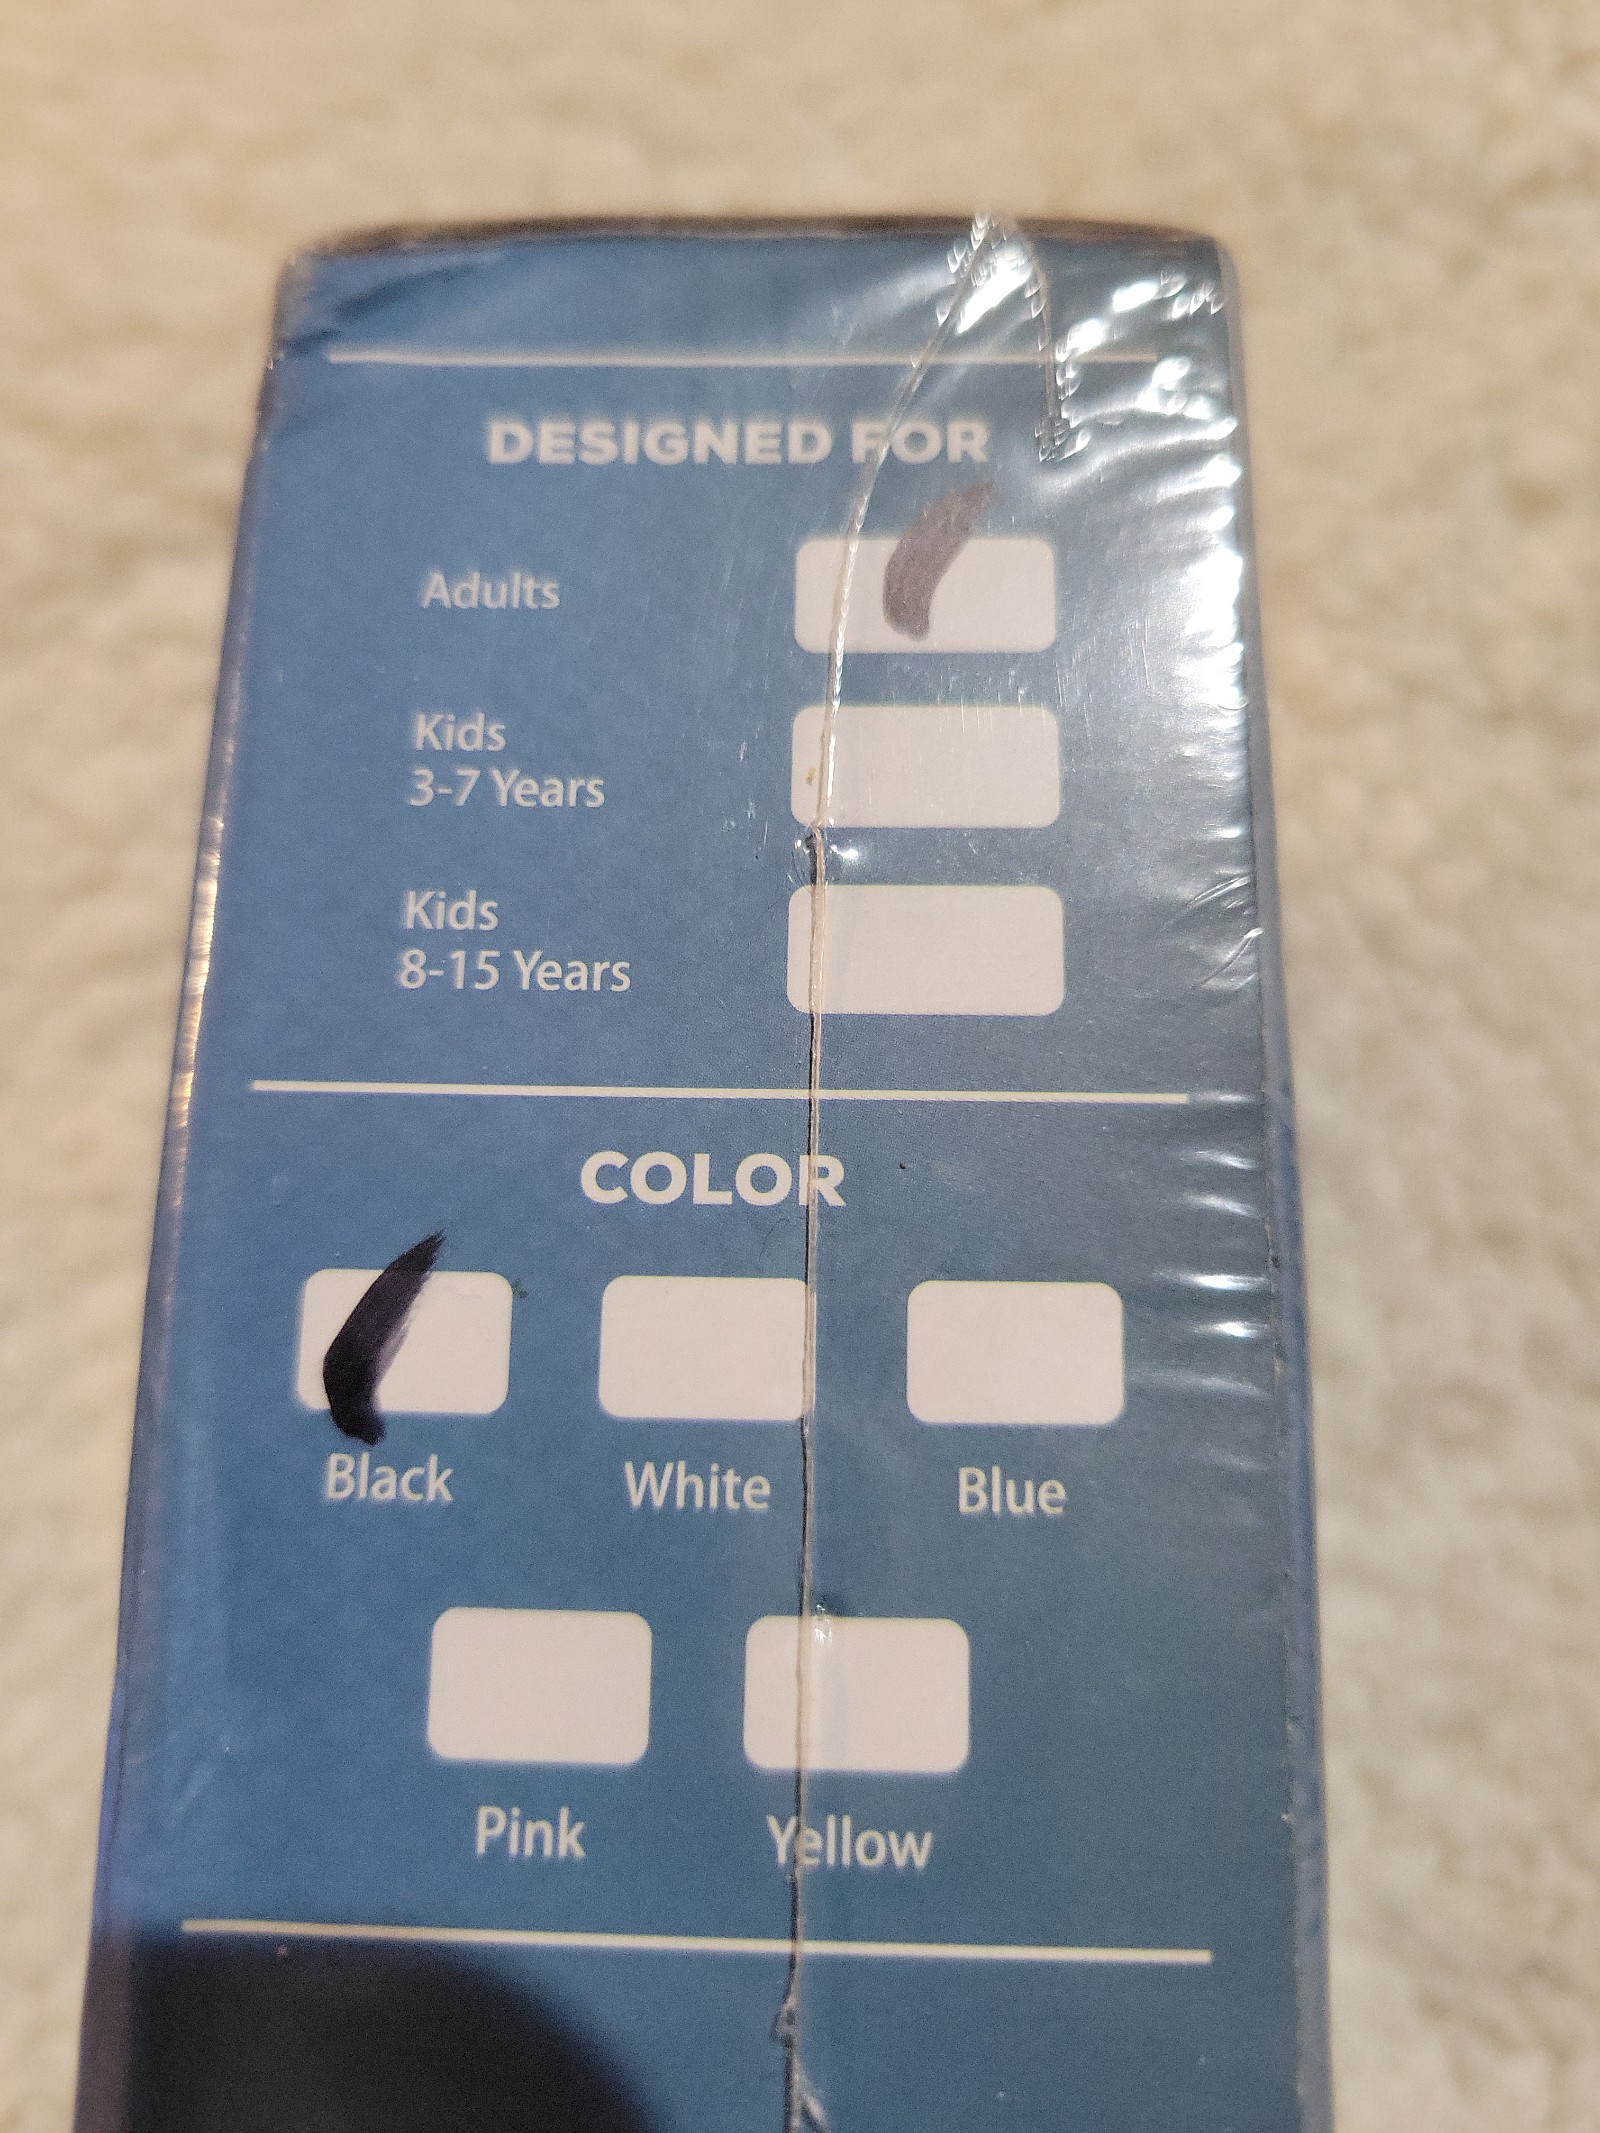 DESIGNED FOR
Adults
Kids
3-7 Years
Kids
8-15 Years
COLOR
Black White Blue
Pink Yellow